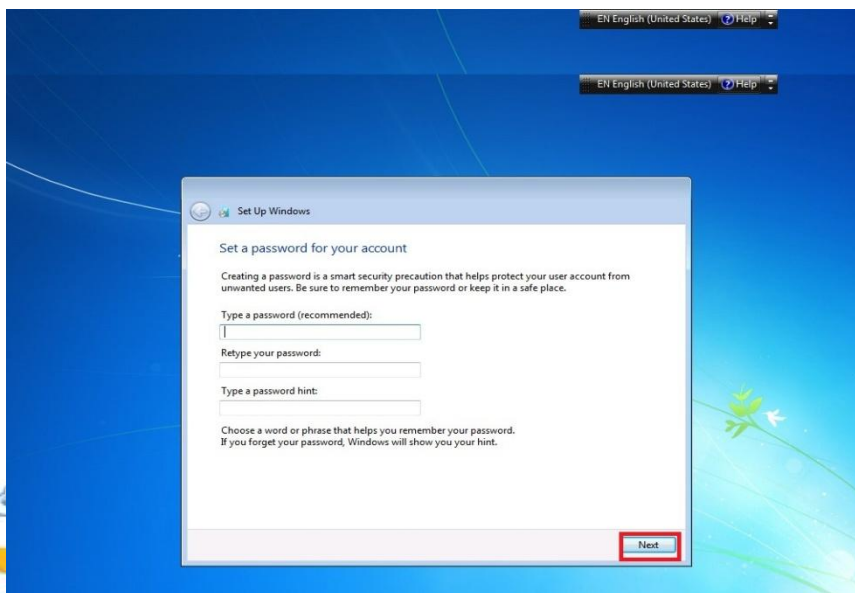 EN English (United States) ? Help
EN English (United States) ? Help
Set Up Windows
Set a password for your account
Creating a password is a smart security precaution that helps protect your user account from
unwanted users. Be sure to remember your password or keep it in a safe place.
Type a password (recommended):
Retype your password:
Type a password hint:
Choose a word or phrase that helps you remember your password.
If you forget your password, Windows will show you your hint.
Next